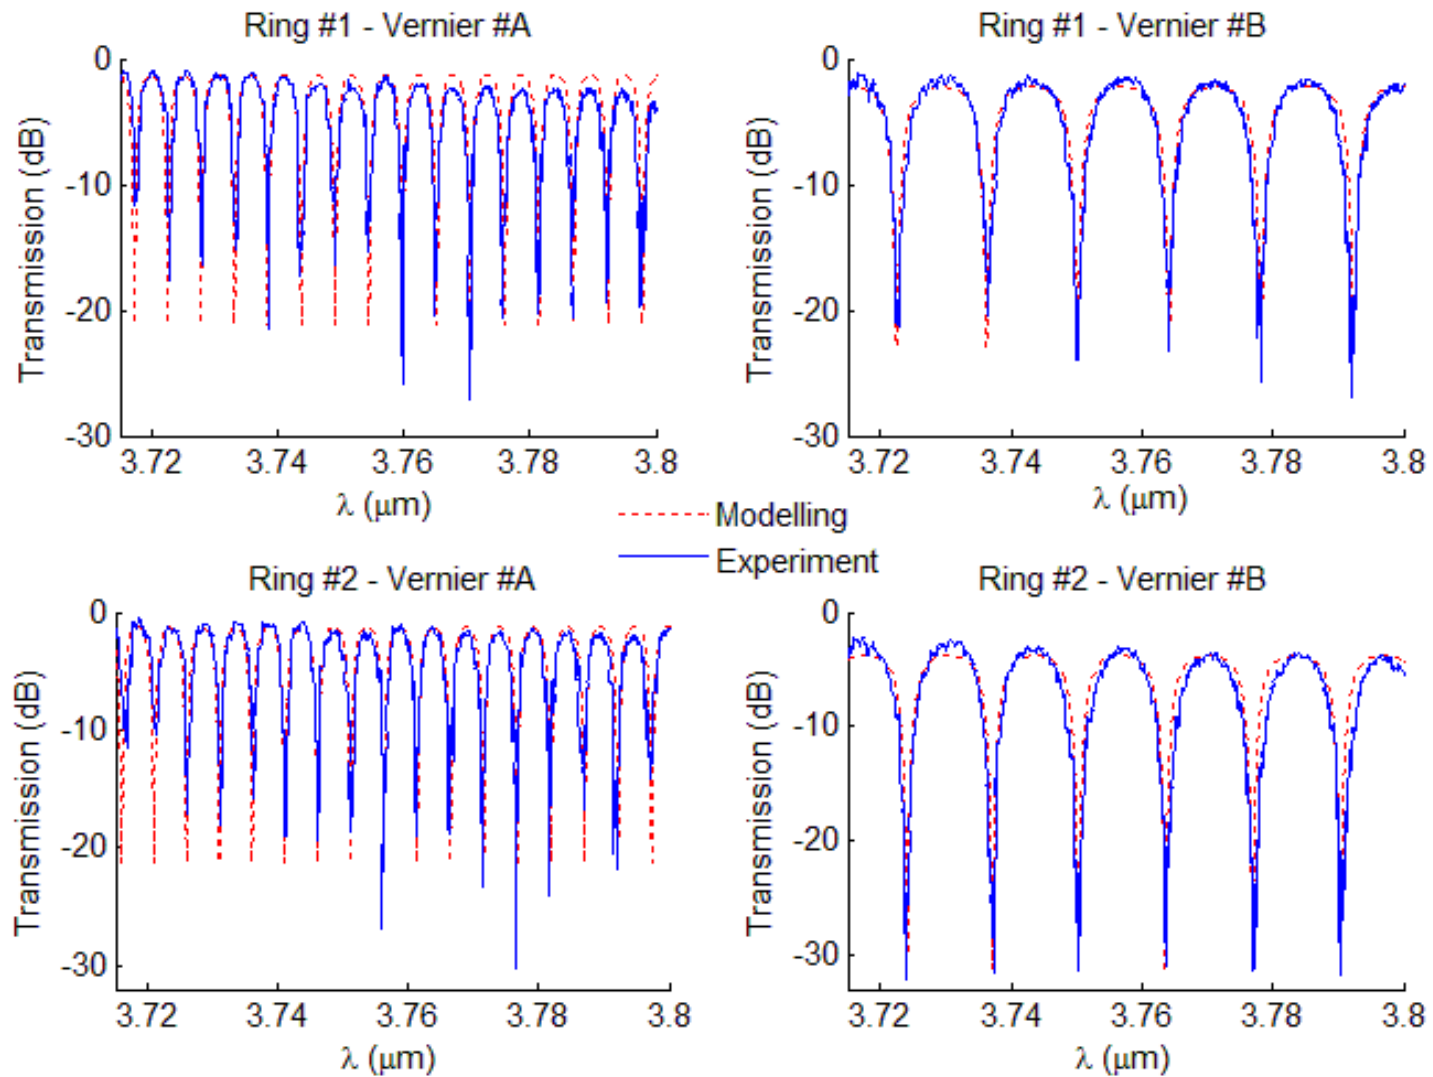 Ring #1 - Vernier #A
0
-10
-20
-30
Transmission (dB)
3.72 3.74 3.76 3.78 3.8
λ (μm)
Ring #1 - Vernier #B
0
-10
-20
-30
Transmission (dB)
3.72 3.74 3.76 3.78 3.8
λ (μm)
Modelling
Experiment
Ring #2 - Vernier #A
0
-10
-20
-30
Transmission (dB)
3.72 3.74 3.76 3.78 3.8
λ (μm)
Ring #2 - Vernier #B
0
-10
-20
-30
Transmission (dB)
3.72 3.74 3.76 3.78 3.8
λ (μm)